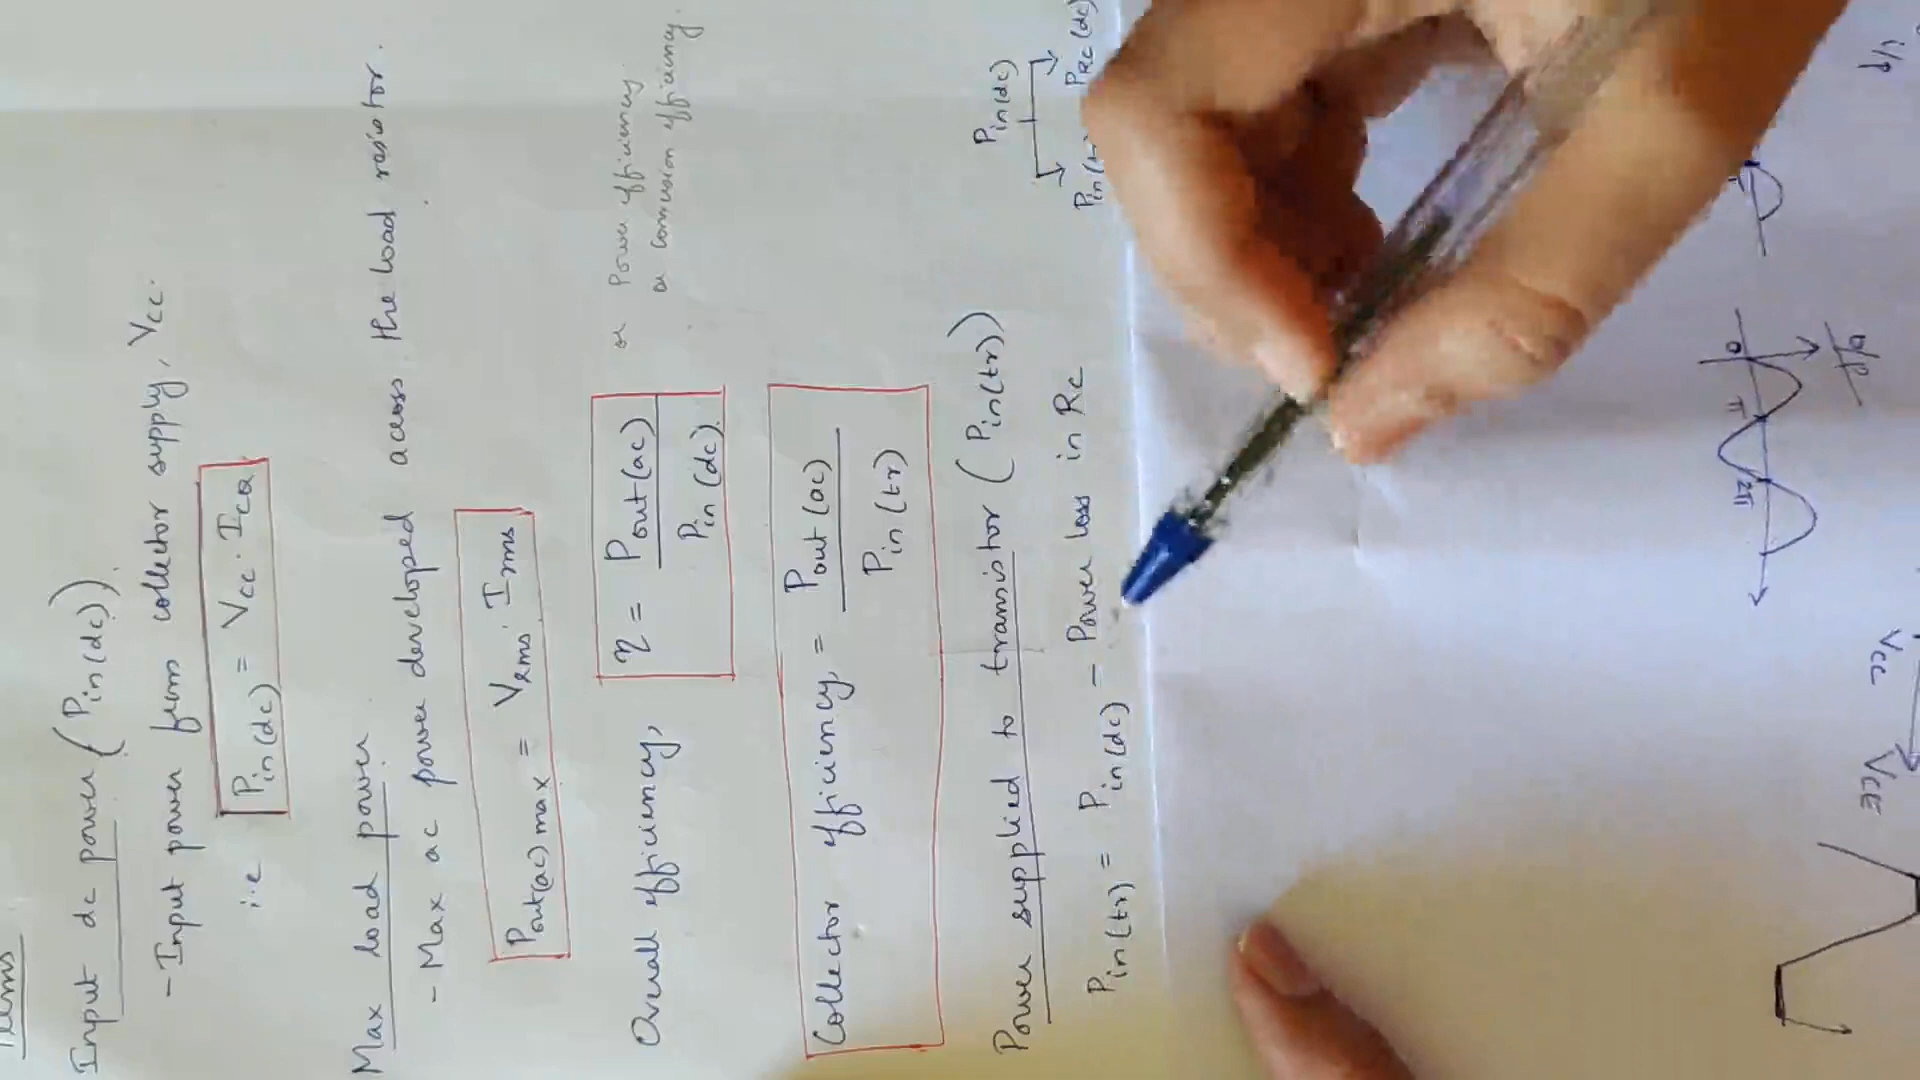 Terms
Input dc power (Pin(dc)).
- Input power from collector supply, VCC.
i.e Pin(dc) = VCC . ICQ
Max load power
- Max ac power developed across the load resistor.
Pout(ac) max = Vrms . Irms
Overall efficiency, η = Pout(ac) / Pin(dc) or Power efficiency
or conversion efficiency.
Collector efficiency, = Pout(ac) / Pin(tr)
Power supplied to transistor (Pin(tr))
Pin(dc)
Pin(tr) = Pin(dc) - Power loss in Rc
PRC(dc)
i/p
0 π 2π
o/p
VCC
VCE